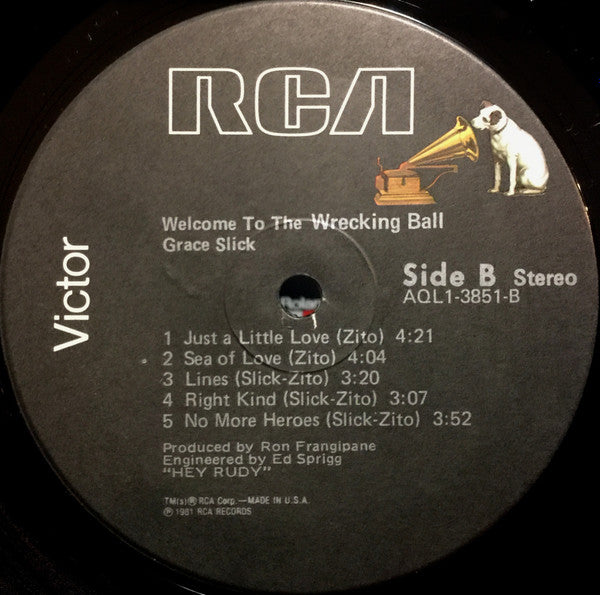 RCA
Welcome To The Wrecking Ball
Grace Slick
Side B Stereo
AQL1-3851-B
Victor
1 Just a Little Love (Zito) 4:21
2 Sea of Love (Zito) 4:04
3 Lines (Slick-Zito) 3:20
4 Right Kind (Slick-Zito) 3:07
5 No More Heroes (Slick-Zito) 3:52
Produced by Ron Frangipane
Engineered by Ed Sprigg
"HEY RUDY"
TM(s)® RCA Corp.—MADE IN U.S.A.
℗ 1981 RCA RECORDS